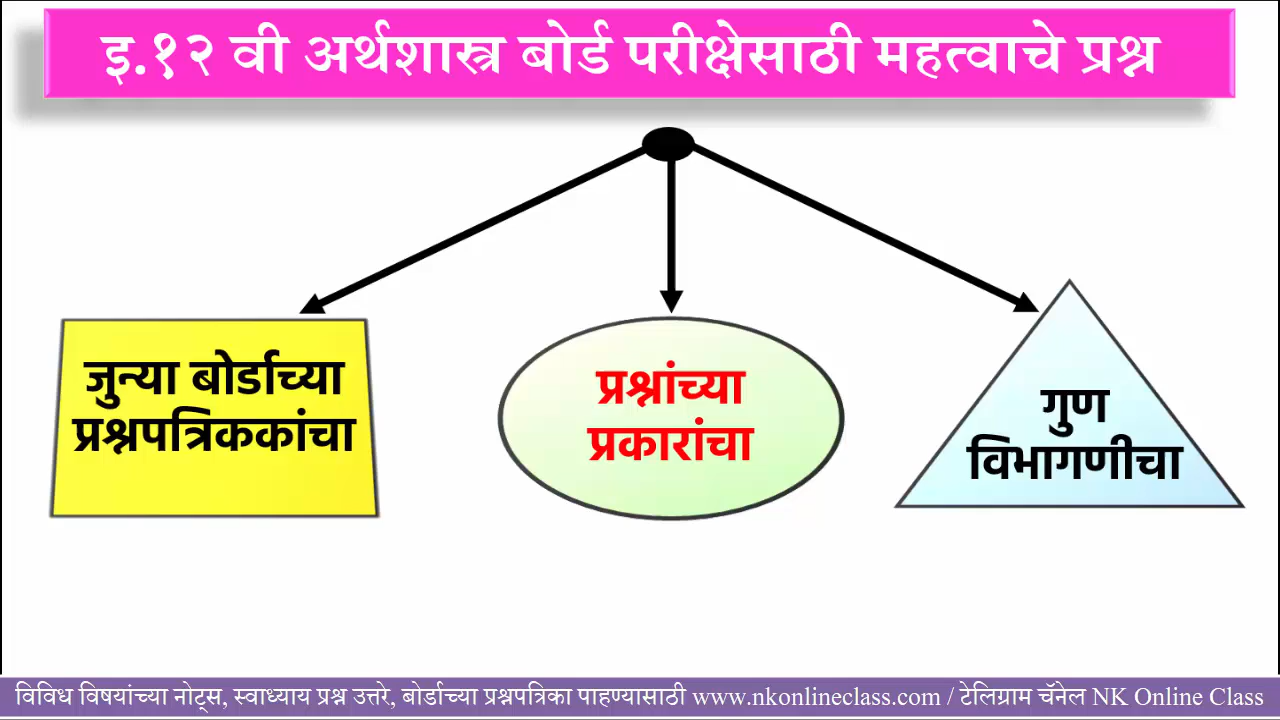 इ.१२ वी अर्थशास्त्र बोर्ड परीक्षेसाठी महत्वाचे प्रश्न
जुन्या बोर्डाच्या
प्रश्नपत्रिककांचा
प्रश्नांच्या
प्रकारांचा
गुण
विभागणीचा
विविध विषयांच्या नोट्स, स्वाध्याय प्रश्न उत्तरे, बोर्डाच्या प्रश्नपत्रिका पाहण्यासाठी www.nkonlineclass.com / टेलिग्राम चॅनेल NK Online Class